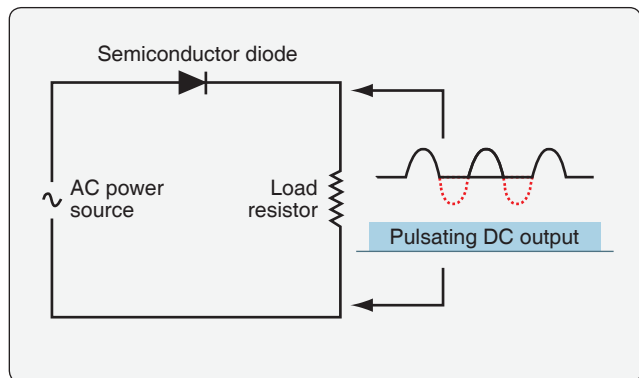 Semiconductor diode
AC power
source
Load
resistor
Pulsating DC output